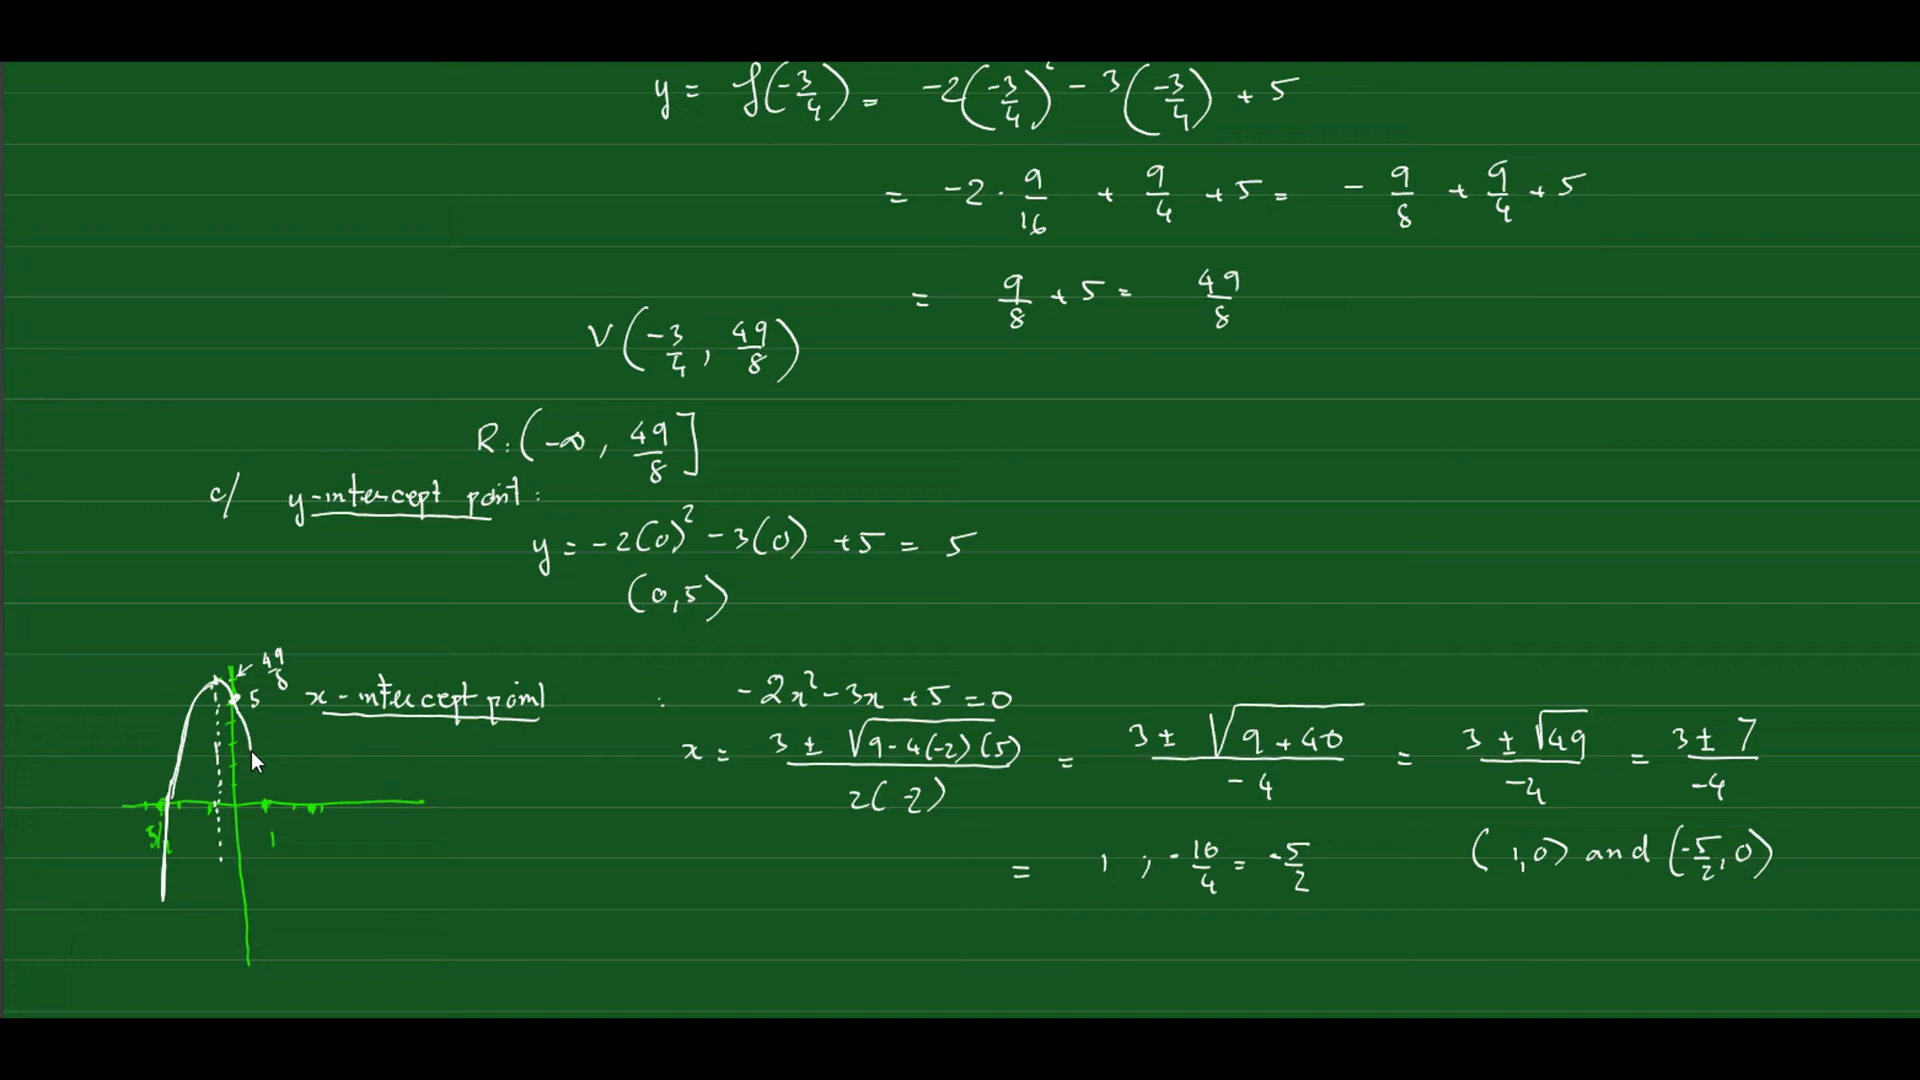 y = f(-3/4) = -2(-3/4)² - 3(-3/4) + 5
= -2 · 9/16 + 9/4 + 5 = - 9/8 + 9/4 + 5
= 9/8 + 5 = 49/8
V(-3/4, 49/8)
R: (-∞, 49/8]
c/ y-intercept point:
y = -2(0)² - 3(0) + 5 = 5
(0,5)
49/8
5
x-intercept point : -2x² - 3x + 5 = 0
x = 3 ± √9-4(-2)(5) / 2(-2) = 3 ± √9+40 / -4 = 3 ± √49 / -4 = 3 ± 7 / -4
1
= 1 , -10/4 = -5/2 (1,0) and (-5/2, 0)